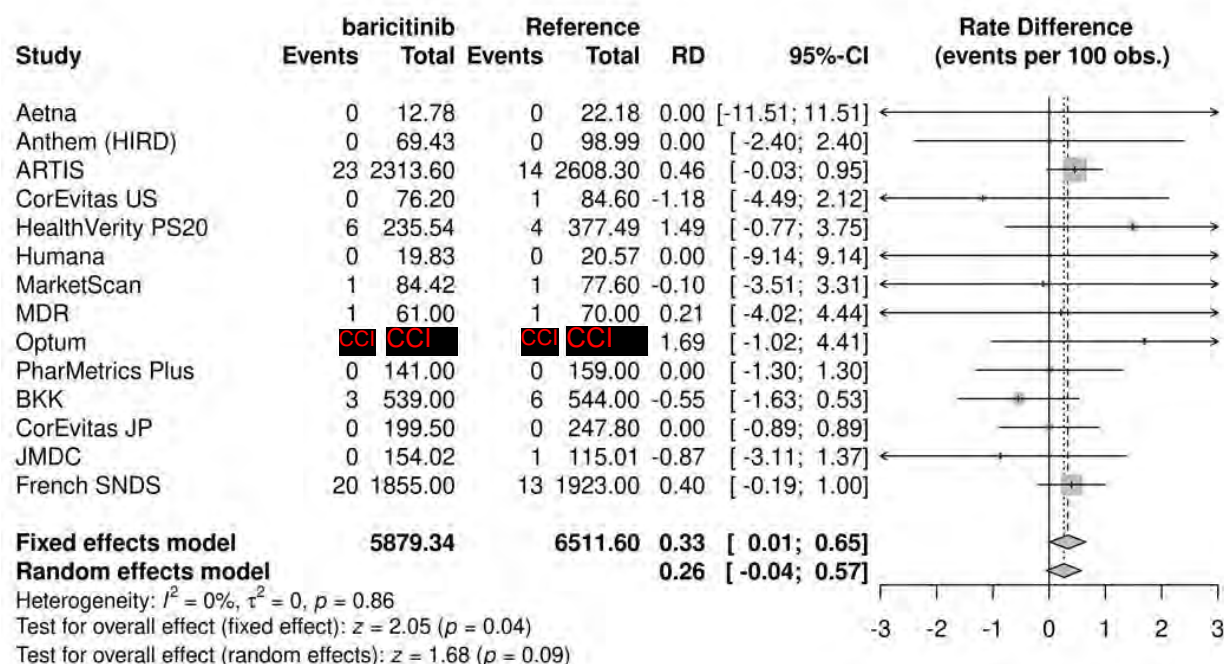 baricitinib Reference Rate Difference
Study Events Total Events Total RD 95%-CI (events per 100 obs.)
Aetna 0 12.78 0 22.18 0.00 [-11.51; 11.51]
Anthem (HIRD) 0 69.43 0 98.99 0.00 [ -2.40; 2.40]
ARTIS 23 2313.60 14 2608.30 0.46 [ -0.03; 0.95]
CorEvitas US 0 76.20 1 84.60 -1.18 [ -4.49; 2.12]
HealthVerity PS20 6 235.54 4 377.49 1.49 [ -0.77; 3.75]
Humana 0 19.83 0 20.57 0.00 [ -9.14; 9.14]
MarketScan 1 84.42 1 77.60 -0.10 [ -3.51; 3.31]
MDR 1 61.00 1 70.00 0.21 [ -4.02; 4.44]
Optum CCI CCI CCI CCI 1.69 [ -1.02; 4.41]
PharMetrics Plus 0 141.00 0 159.00 0.00 [ -1.30; 1.30]
BKK 3 539.00 6 544.00 -0.55 [ -1.63; 0.53]
CorEvitas JP 0 199.50 0 247.80 0.00 [ -0.89; 0.89]
JMDC 0 154.02 1 115.01 -0.87 [ -3.11; 1.37]
French SNDS 20 1855.00 13 1923.00 0.40 [ -0.19; 1.00]
Fixed effects model 5879.34 6511.60 0.33 [ 0.01; 0.65]
Random effects model 0.26 [ -0.04; 0.57]
Heterogeneity: I² = 0%, τ² = 0, p = 0.86
-3 -2 -1 0 1 2 3
Test for overall effect (fixed effect): z = 2.05 (p = 0.04)
Test for overall effect (random effects): z = 1.68 (p = 0.09)